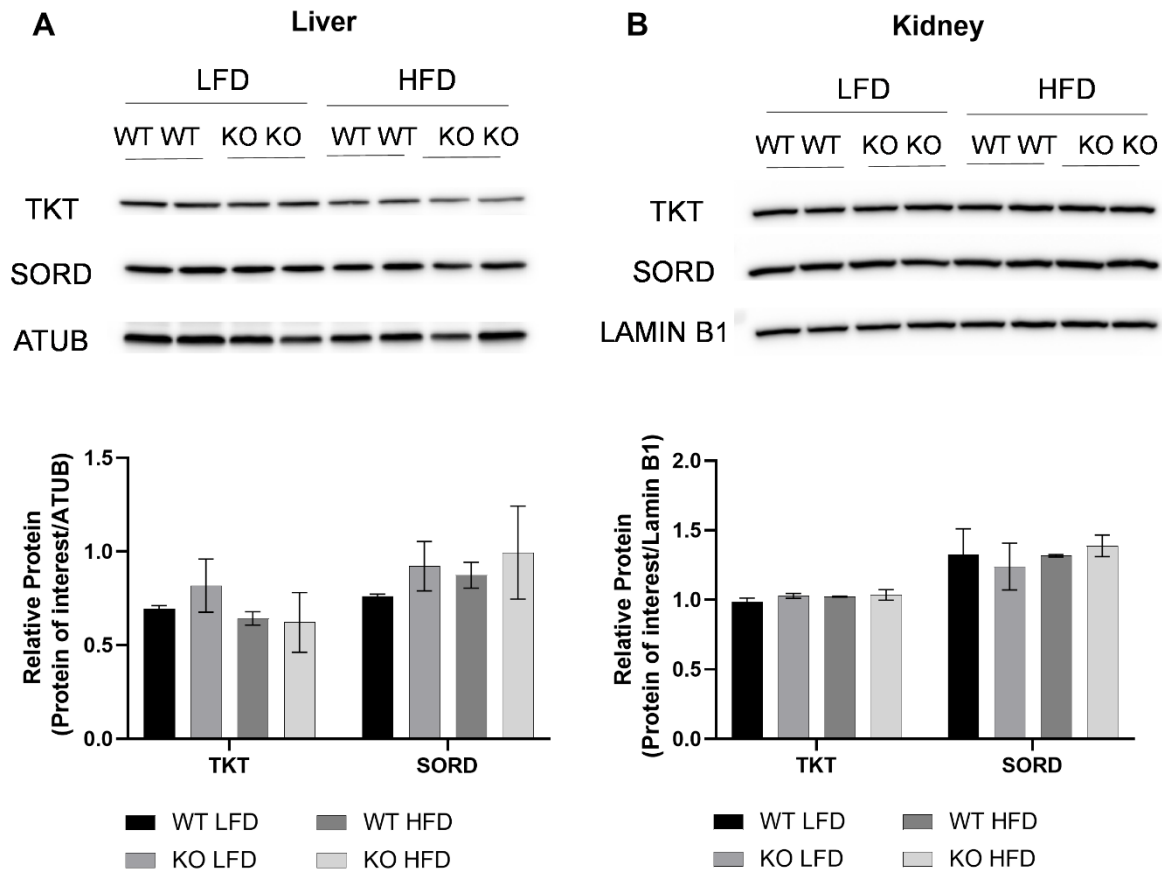 A
Liver
LFD
HFD
WT WT
KO KO
WT WT
KO KO
TKT
SORD
ATUB
Relative Protein
(Protein of interest/ATUB)
1.5
1.0
0.5
0.0
TKT
SORD
WT LFD
WT HFD
KO LFD
KO HFD
B
Kidney
LFD
HFD
WT WT
KO KO
WT WT
KO KO
TKT
SORD
LAMIN B1
Relative Protein
(Protein of interest/Lamin B1)
2.0
1.5
1.0
0.5
0.0
TKT
SORD
WT LFD
WT HFD
KO LFD
KO HFD